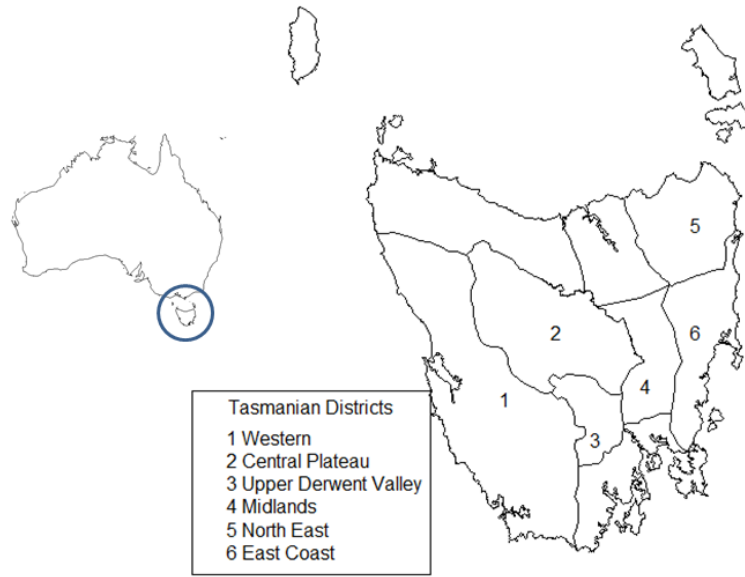 5
2
6
4
1
3
Tasmanian Districts
1 Western
2 Central Plateau
3 Upper Derwent Valley
4 Midlands
5 North East
6 East Coast